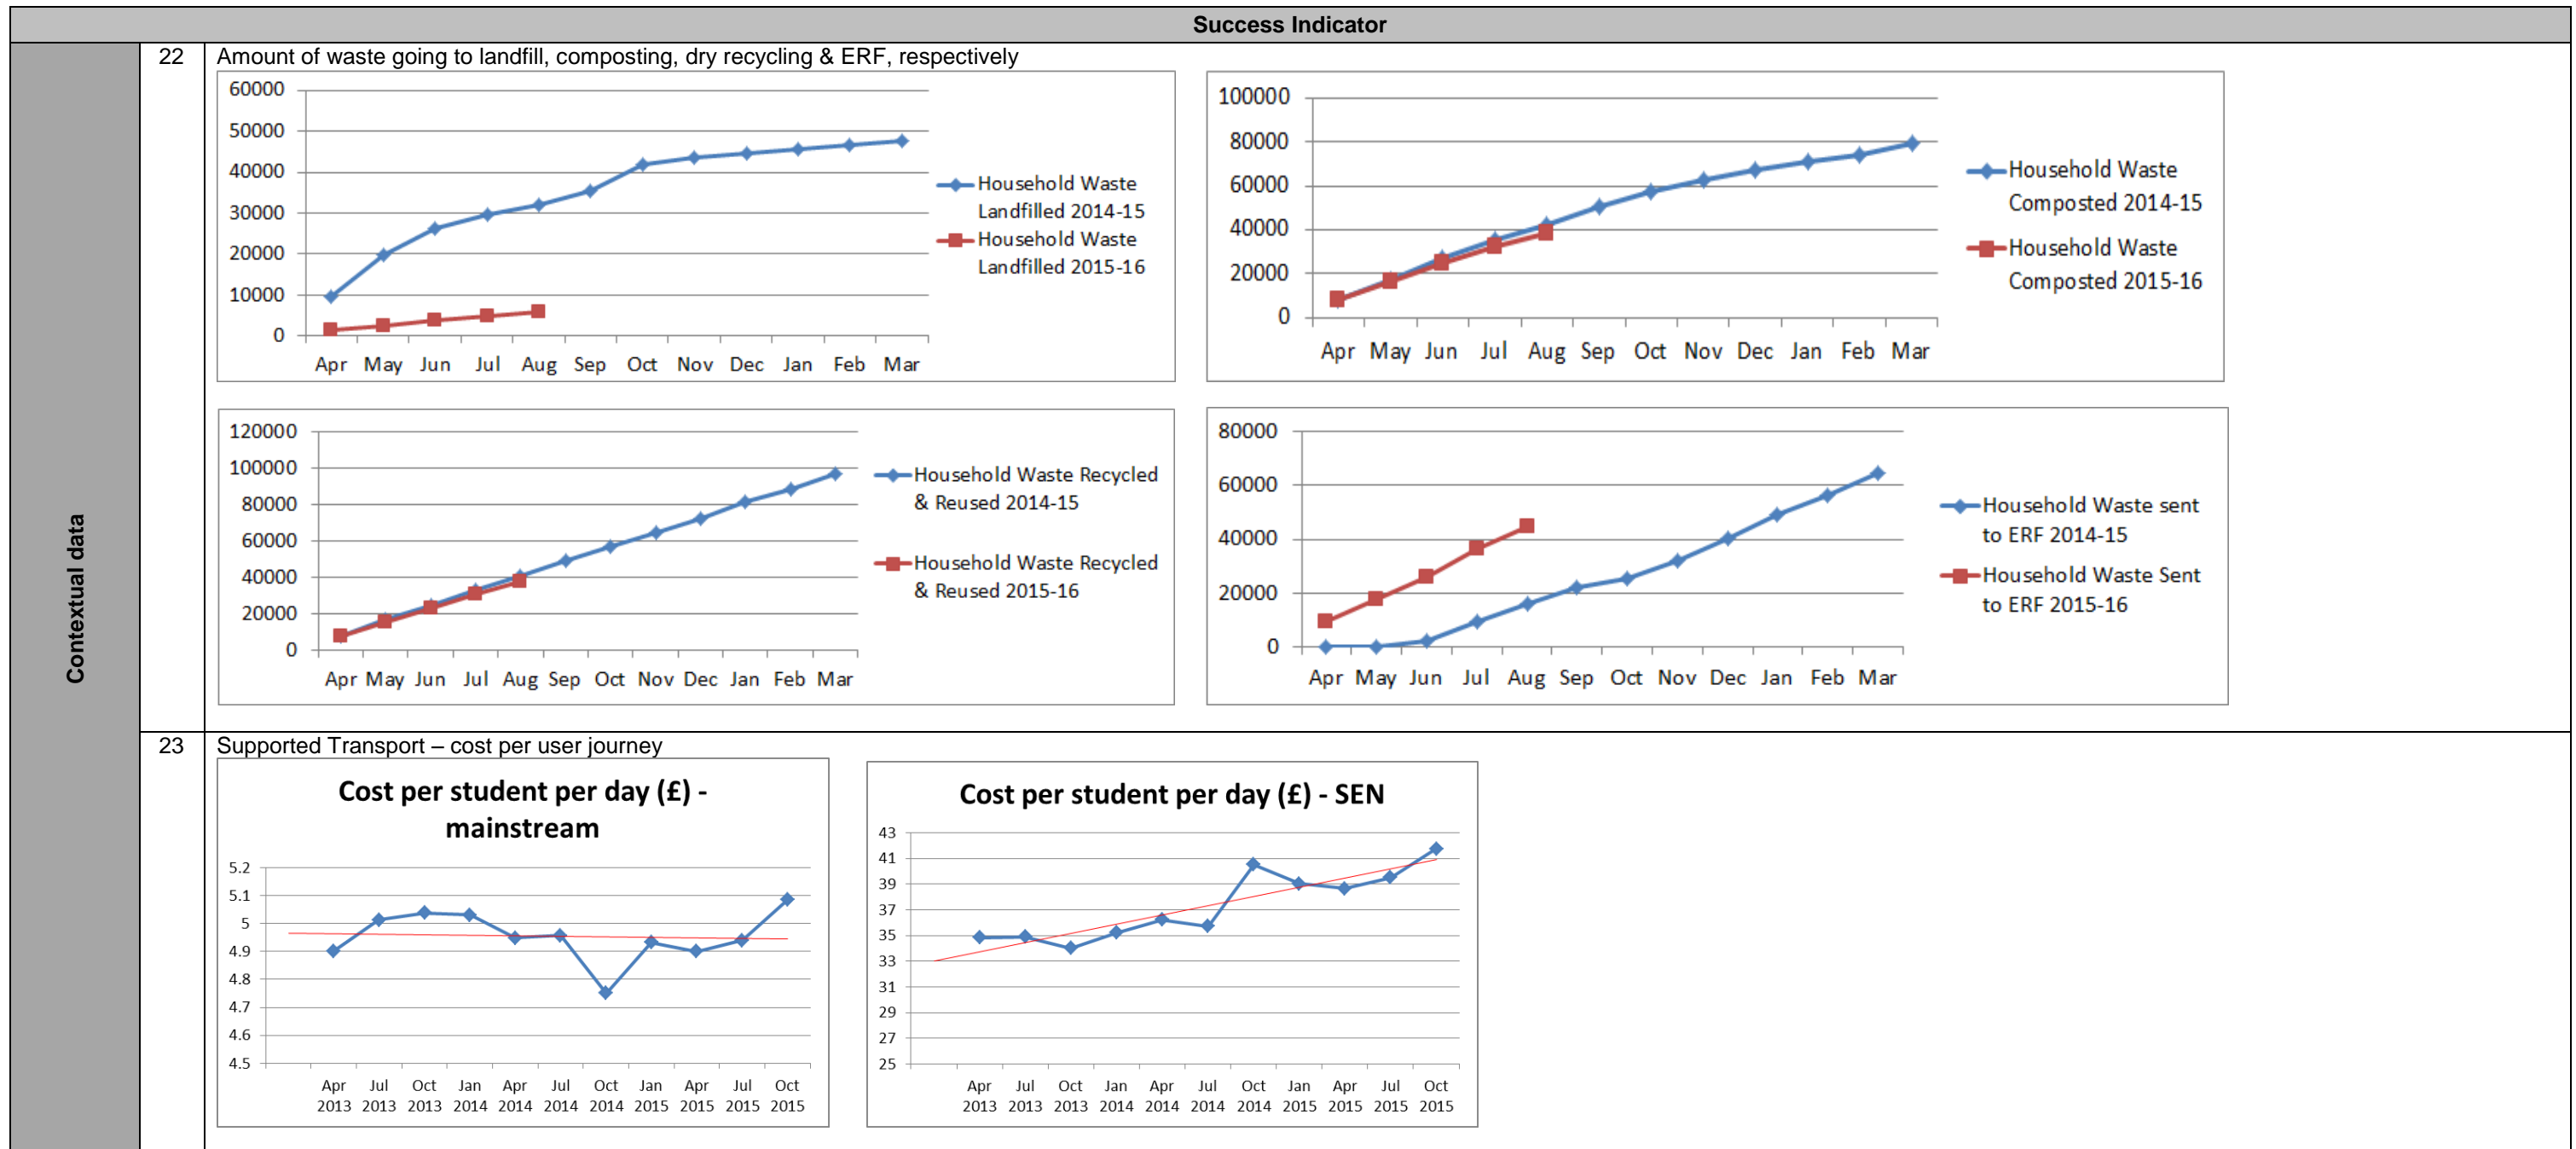 Success Indicator
Contextual data
22 Amount of waste going to landfill, composting, dry recycling & ERF, respectively
60000
50000
40000
30000
20000
10000
0
Apr May Jun Jul Aug Sep Oct Nov Dec Jan Feb Mar
Household Waste
Landfilled 2014-15
Household Waste
Landfilled 2015-16
100000
80000
60000
40000
20000
0
Apr May Jun Jul Aug Sep Oct Nov Dec Jan Feb Mar
Household Waste
Composted 2014-15
Household Waste
Composted 2015-16
120000
100000
80000
60000
40000
20000
0
Apr May Jun Jul Aug Sep Oct Nov Dec Jan Feb Mar
Household Waste Recycled
& Reused 2014-15
Household Waste Recycled
& Reused 2015-16
80000
60000
40000
20000
0
Apr May Jun Jul Aug Sep Oct Nov Dec Jan Feb Mar
Household Waste sent
to ERF 2014-15
Household Waste Sent
to ERF 2015-16
23 Supported Transport – cost per user journey
Cost per student per day (£) -
mainstream
5.2
5.1
5
4.9
4.8
4.7
4.6
4.5
Apr Jul Oct Jan Apr Jul Oct Jan Apr Jul Oct
2013 2013 2013 2014 2014 2014 2014 2015 2015 2015 2015
Cost per student per day (£) - SEN
43
41
39
37
35
33
31
29
27
25
Apr Jul Oct Jan Apr Jul Oct Jan Apr Jul Oct
2013 2013 2013 2014 2014 2014 2014 2015 2015 2015 2015